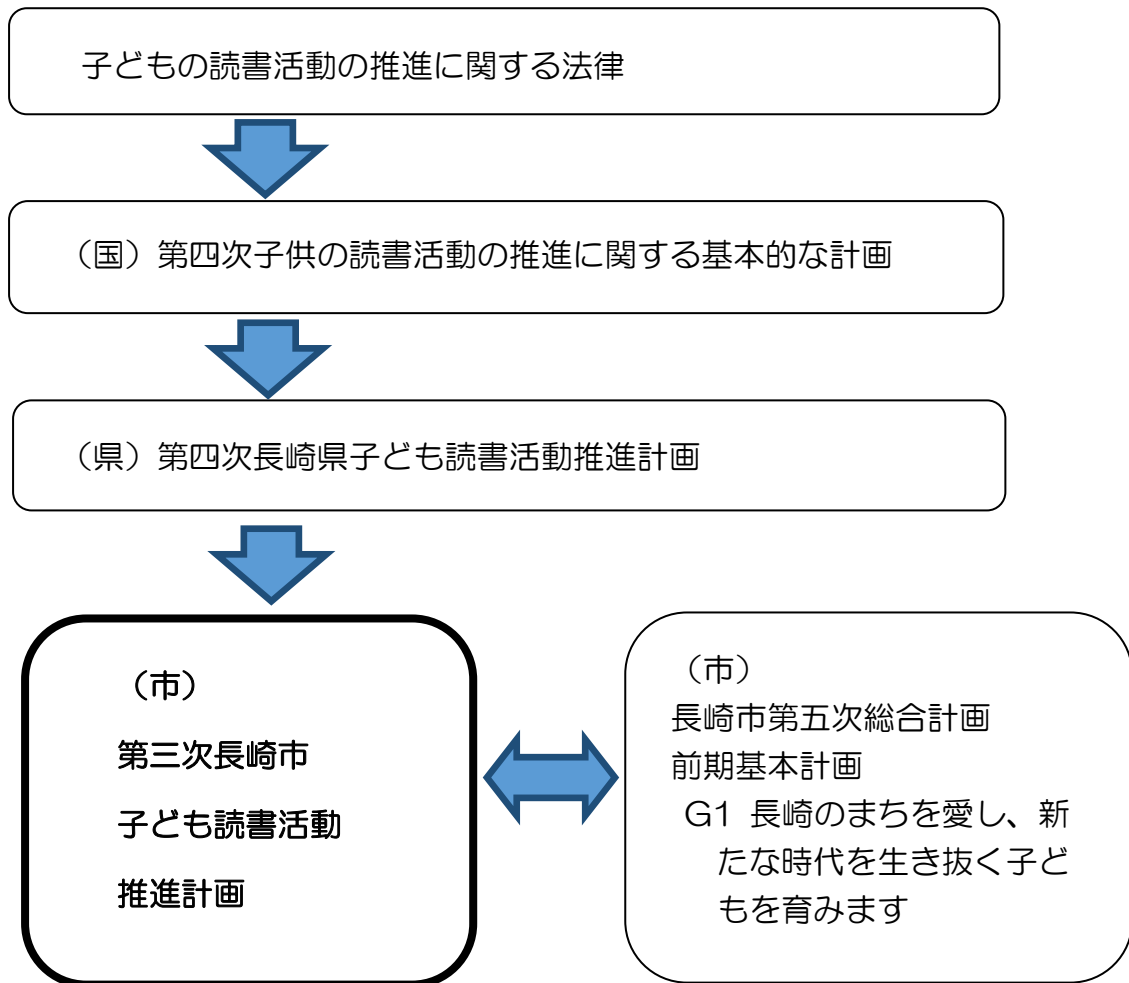 子どもの読書活動の推進に関する法律
（国）第四次子供の読書活動の推進に関する基本的な計画
（県）第四次長崎県子ども読書活動推進計画
（市）
第三次長崎市
子ども読書活動
推進計画
（市）
長崎市第五次総合計画
前期基本計画
G1 長崎のまちを愛し、新
たな時代を生き抜く子ど
もを育みます